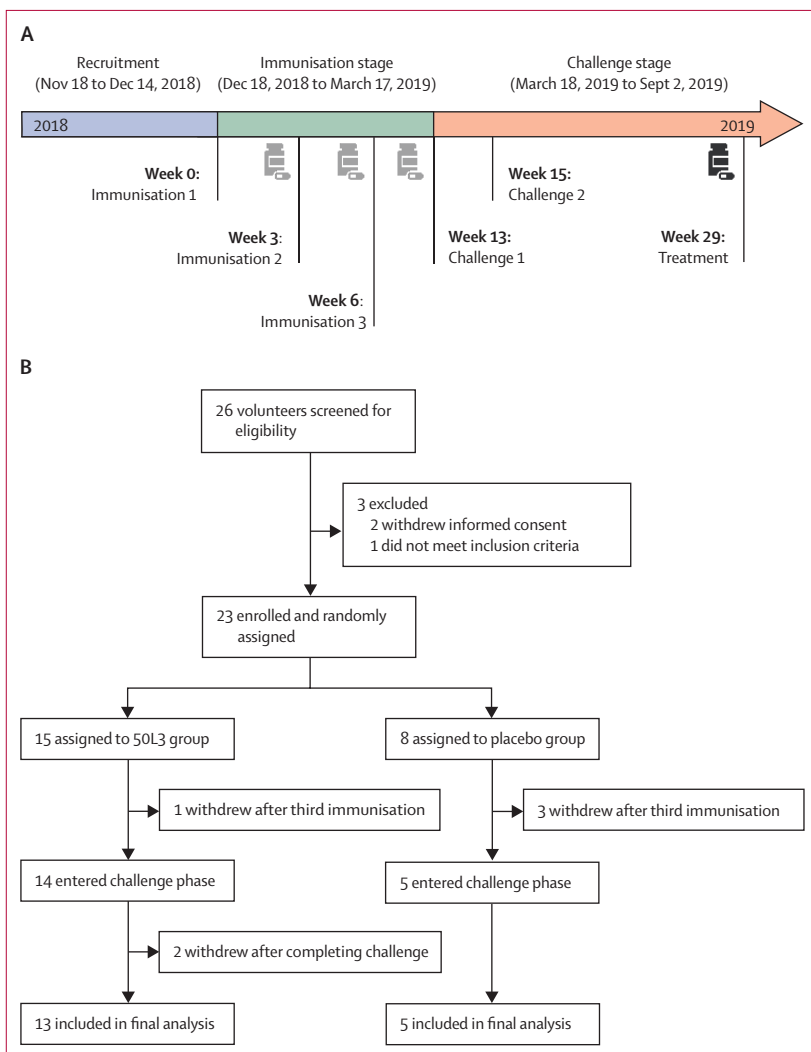 A
Recruitment
(Nov 18 to Dec 14, 2018)
Immunisation stage
(Dec 18, 2018 to March 17, 2019)
Challenge stage
(March 18, 2019 to Sept 2, 2019)
2018
2019
Week 0:
Immunisation 1
Week 3:
Immunisation 2
Week 6:
Immunisation 3
Week 13:
Challenge 1
Week 15:
Challenge 2
Week 29:
Treatment
B
26 volunteers screened for
eligibility
3 excluded
2 withdrew informed consent
1 did not meet inclusion criteria
23 enrolled and randomly
assigned
15 assigned to 50L3 group
8 assigned to placebo group
1 withdrew after third immunisation
3 withdrew after third immunisation
14 entered challenge phase
5 entered challenge phase
2 withdrew after completing challenge
13 included in final analysis
5 included in final analysis